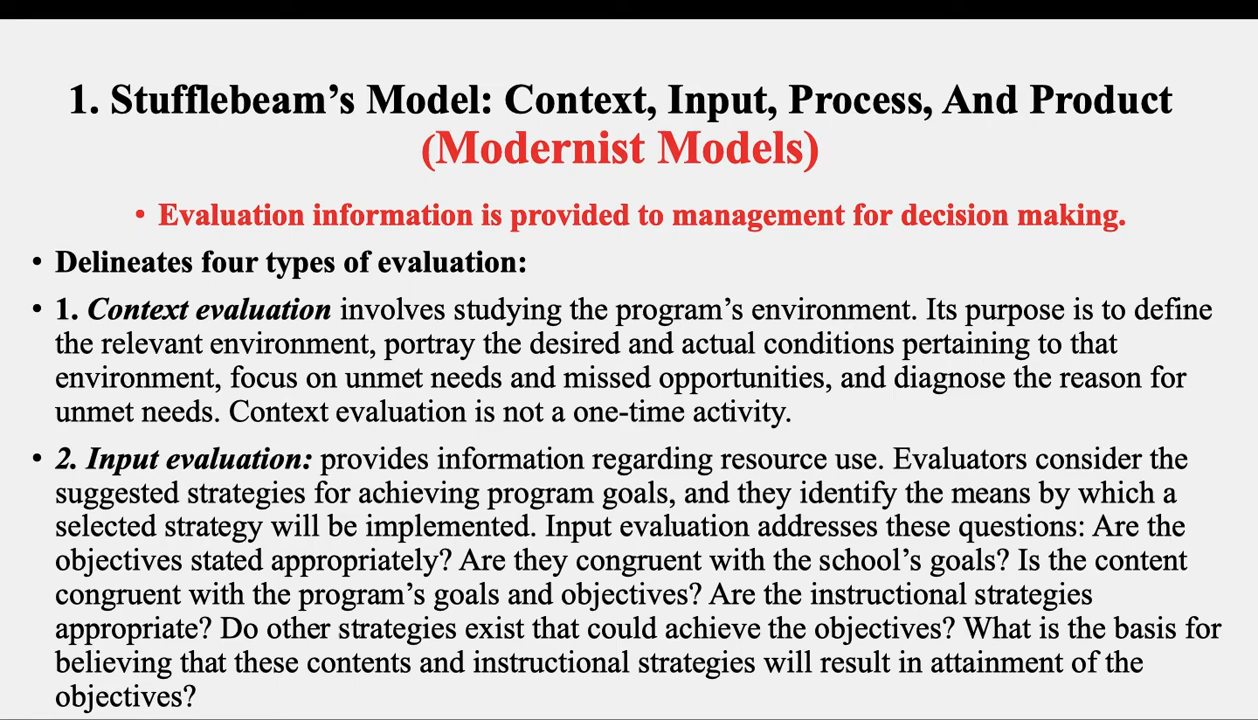 1. Stufflebeam’s Model: Context, Input, Process, And Product
(Modernist Models)
• Evaluation information is provided to management for decision making.
• Delineates four types of evaluation:
• 1. Context evaluation involves studying the program’s environment. Its purpose is to define
the relevant environment, portray the desired and actual conditions pertaining to that
environment, focus on unmet needs and missed opportunities, and diagnose the reason for
unmet needs. Context evaluation is not a one-time activity.
• 2. Input evaluation: provides information regarding resource use. Evaluators consider the
suggested strategies for achieving program goals, and they identify the means by which a
selected strategy will be implemented. Input evaluation addresses these questions: Are the
objectives stated appropriately? Are they congruent with the school’s goals? Is the content
congruent with the program’s goals and objectives? Are the instructional strategies
appropriate? Do other strategies exist that could achieve the objectives? What is the basis for
believing that these contents and instructional strategies will result in attainment of the
objectives?